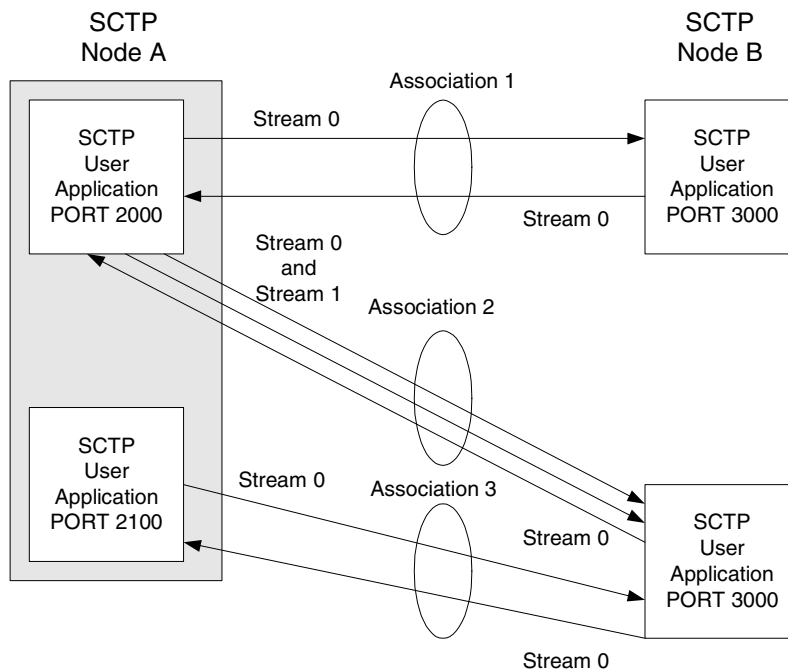 SCTP
Node A
SCTP
Node B
Association 1
SCTP
User
Application
PORT 2000
Stream 0
SCTP
User
Application
PORT 3000
Stream 0
Stream 0
and
Stream 1
Association 2
SCTP
User
Application
PORT 2100
Stream 0
Association 3
Stream 0
SCTP
User
Application
PORT 3000
Stream 0